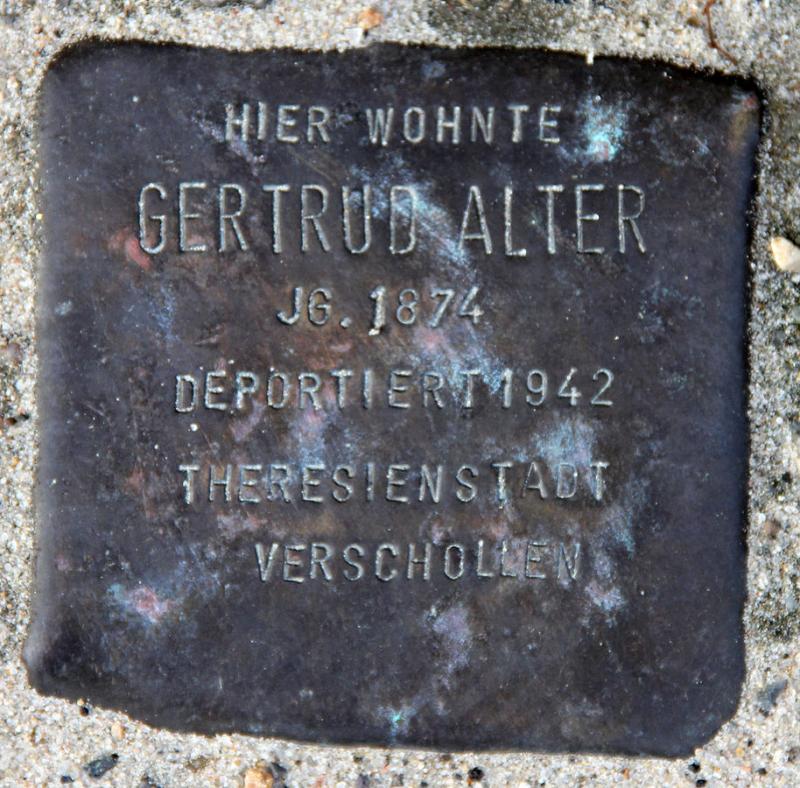 HIER WOHNTE
GERTRUD ALTER
JG. 1874
DEPORTIERT 1942
THERESIENSTADT
VERSCHOLLEN